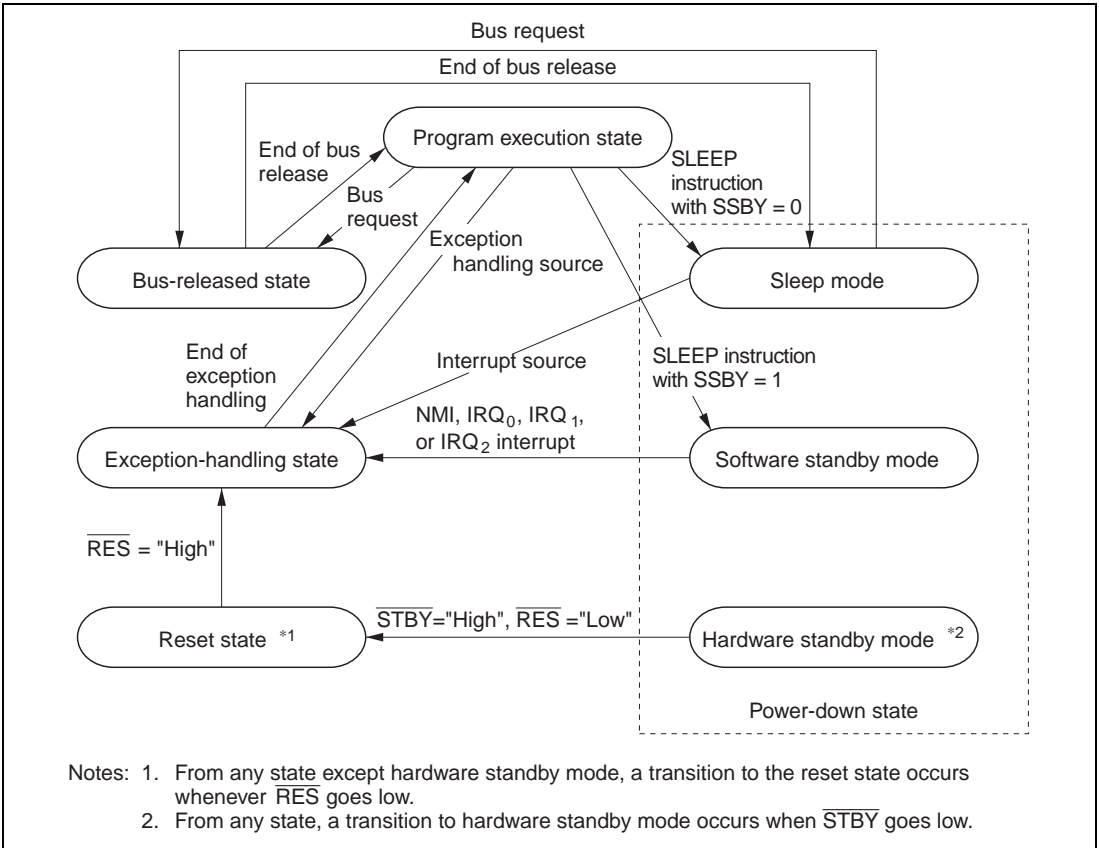 Bus request
End of bus release
Program execution state
End of bus
release
Bus
request
SLEEP
instruction
with SSBY = 0
Exception
handling source
Bus-released state
Sleep mode
End of
exception
handling
Interrupt source
SLEEP instruction
with SSBY = 1
NMI, IRQ₀, IRQ₁,
or IRQ₂ interrupt
Exception-handling state
Software standby mode
R̅E̅S̅ = "High"
S̅T̅B̅Y̅="High", R̅E̅S̅ ="Low"
Reset state *1
Hardware standby mode *2
Power-down state
Notes: 1. From any state except hardware standby mode, a transition to the reset state occurs
whenever R̅E̅S̅ goes low.
2. From any state, a transition to hardware standby mode occurs when S̅T̅B̅Y̅ goes low.